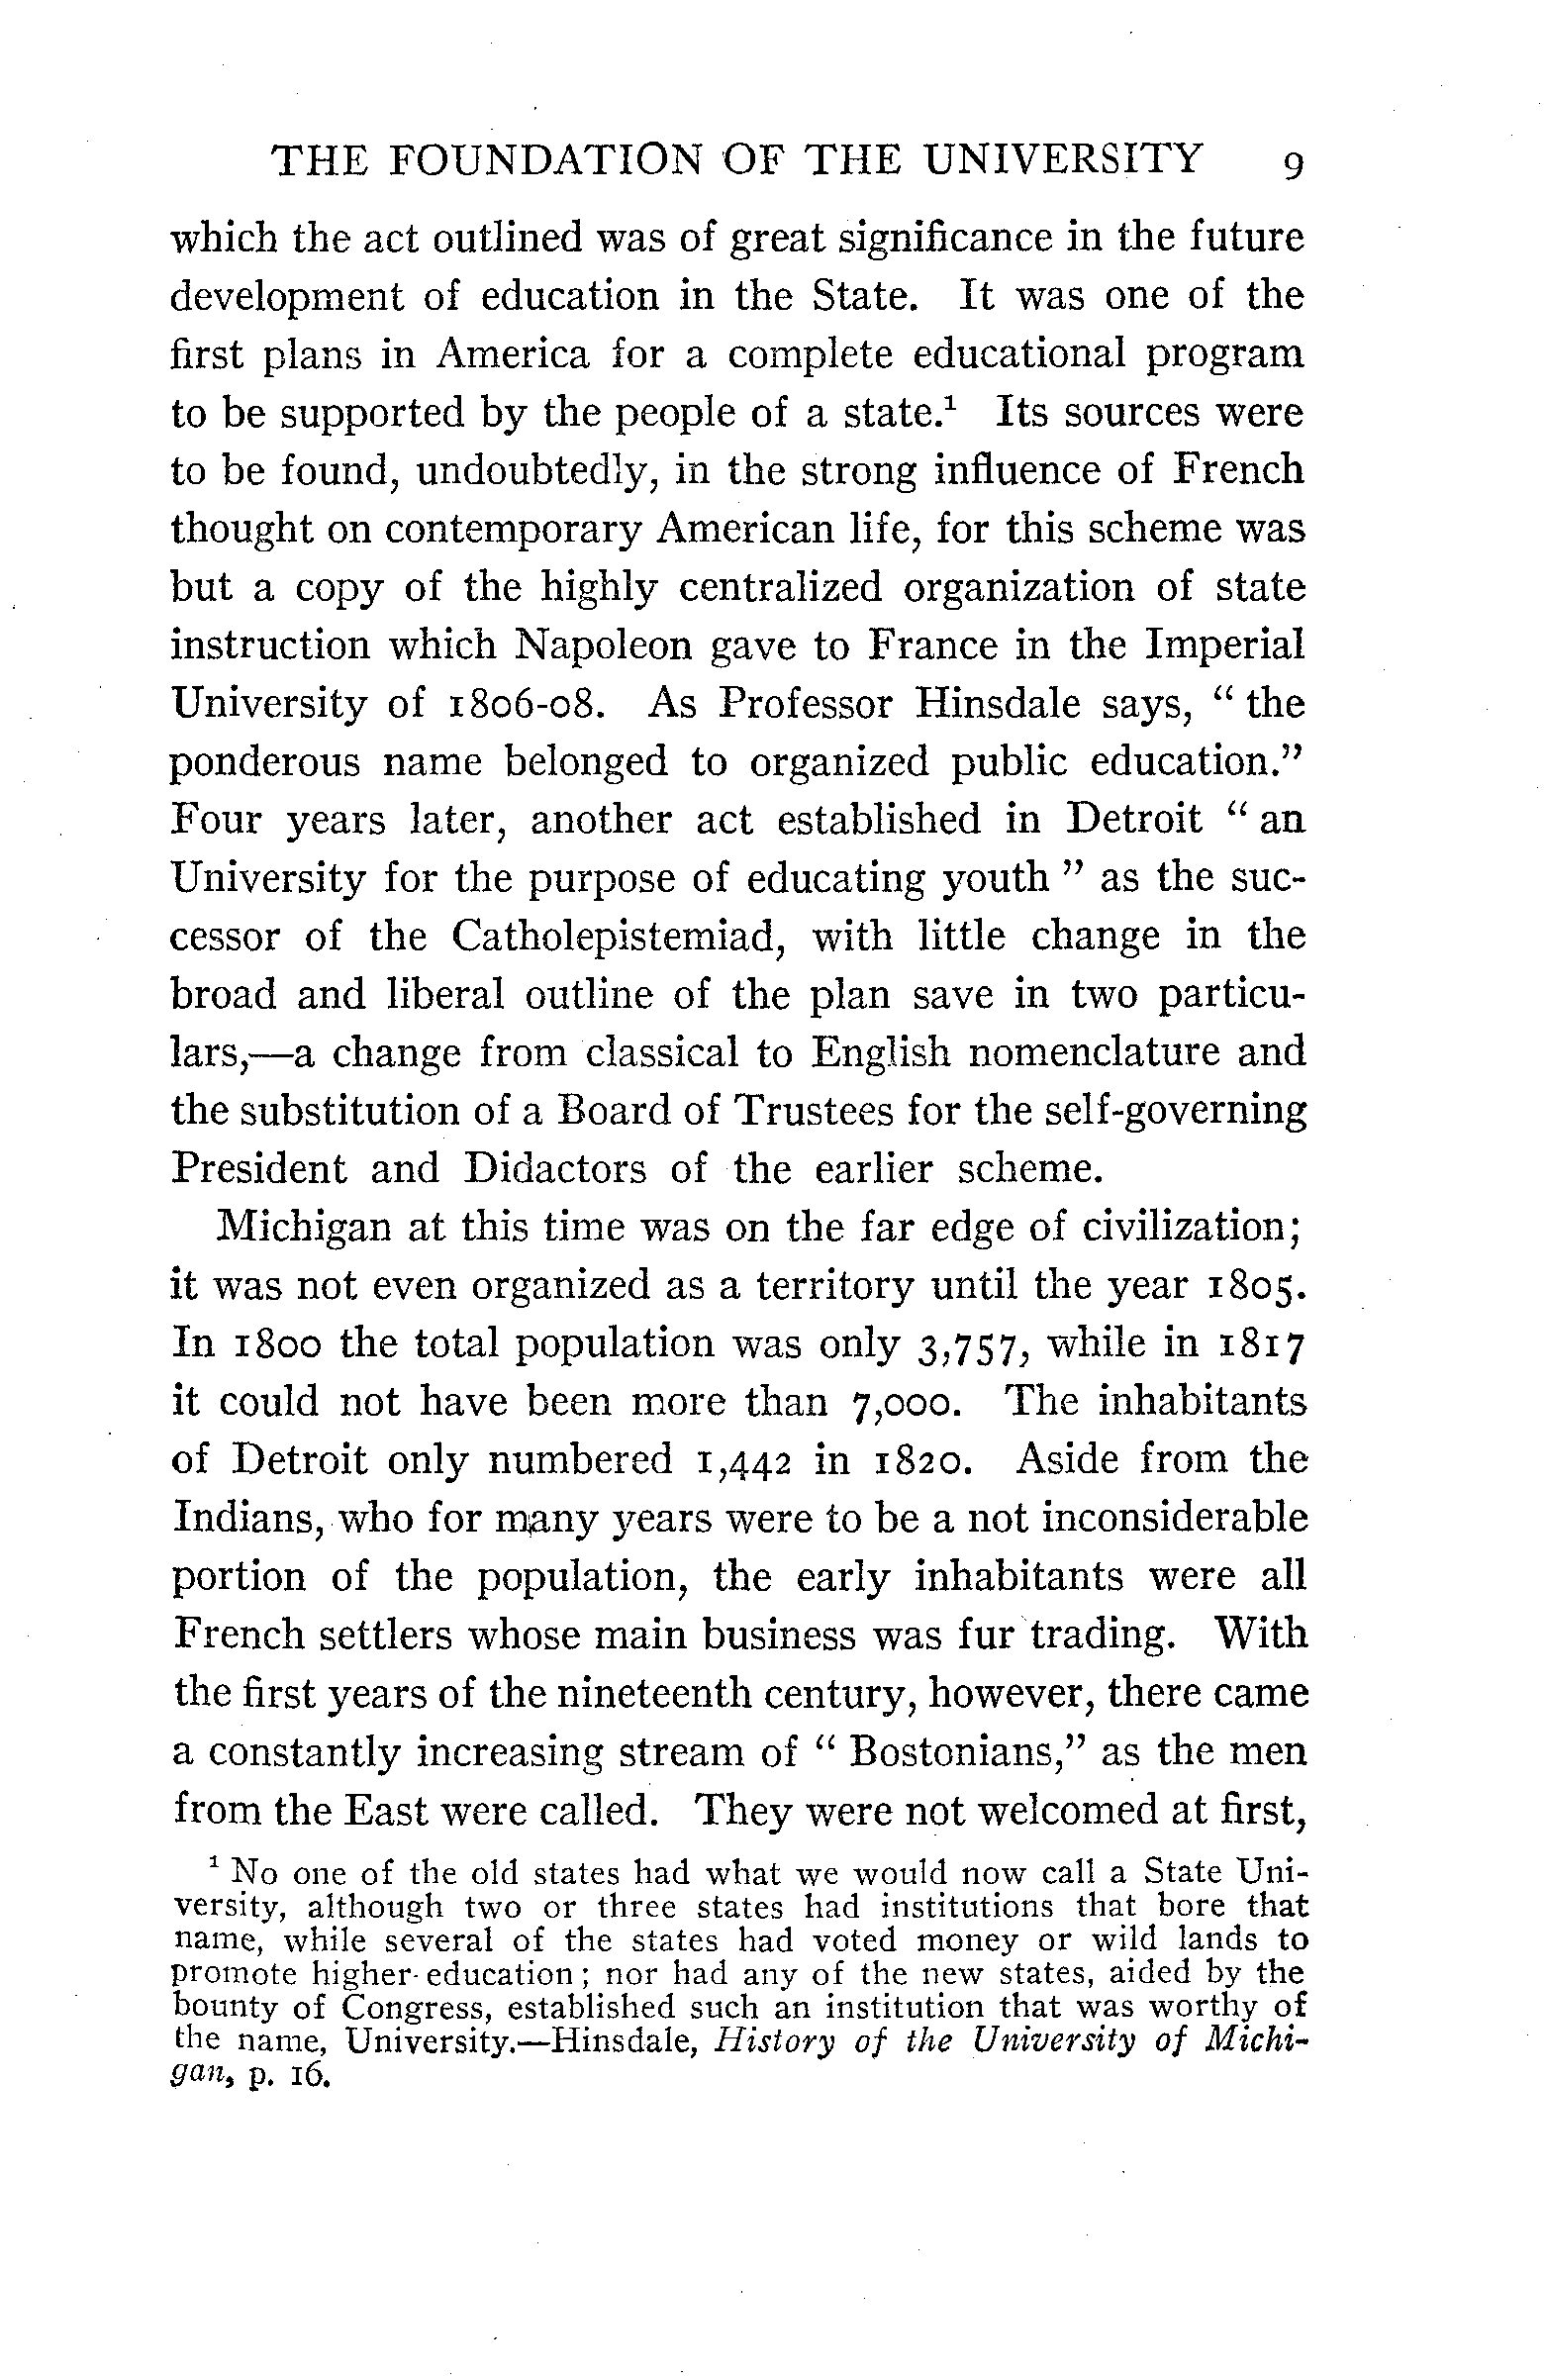 THE FOUNDATION OF THE UNIVERSITY 9
which the act outlined was of great significance in the future
development of education in the State. It was one of the
first plans in America for a complete educational program
to be supported by the people of a state.¹ Its sources were
to be found, undoubtedly, in the strong influence of French
thought on contemporary American life, for this scheme was
but a copy of the highly centralized organization of state
instruction which Napoleon gave to France in the Imperial
University of 1806-08. As Professor Hinsdale says, " the
ponderous name belonged to organized public education."
Four years later, another act established in Detroit " an
University for the purpose of educating youth " as the suc-
cessor of the Catholepistemiad, with little change in the
broad and liberal outline of the plan save in two particu-
lars,—a change from classical to English nomenclature and
the substitution of a Board of Trustees for the self-governing
President and Didactors of the earlier scheme.
Michigan at this time was on the far edge of civilization;
it was not even organized as a territory until the year 1805.
In 1800 the total population was only 3,757, while in 1817
it could not have been more than 7,000. The inhabitants
of Detroit only numbered 1,442 in 1820. Aside from the
Indians, who for many years were to be a not inconsiderable
portion of the population, the early inhabitants were all
French settlers whose main business was fur trading. With
the first years of the nineteenth century, however, there came
a constantly increasing stream of " Bostonians," as the men
from the East were called. They were not welcomed at first,
¹ No one of the old states had what we would now call a State Uni-
versity, although two or three states had institutions that bore that
name, while several of the states had voted money or wild lands to
promote higher education; nor had any of the new states, aided by the
bounty of Congress, established such an institution that was worthy of
the name, University.—Hinsdale, History of the University of Michi-
gan, p. 16.